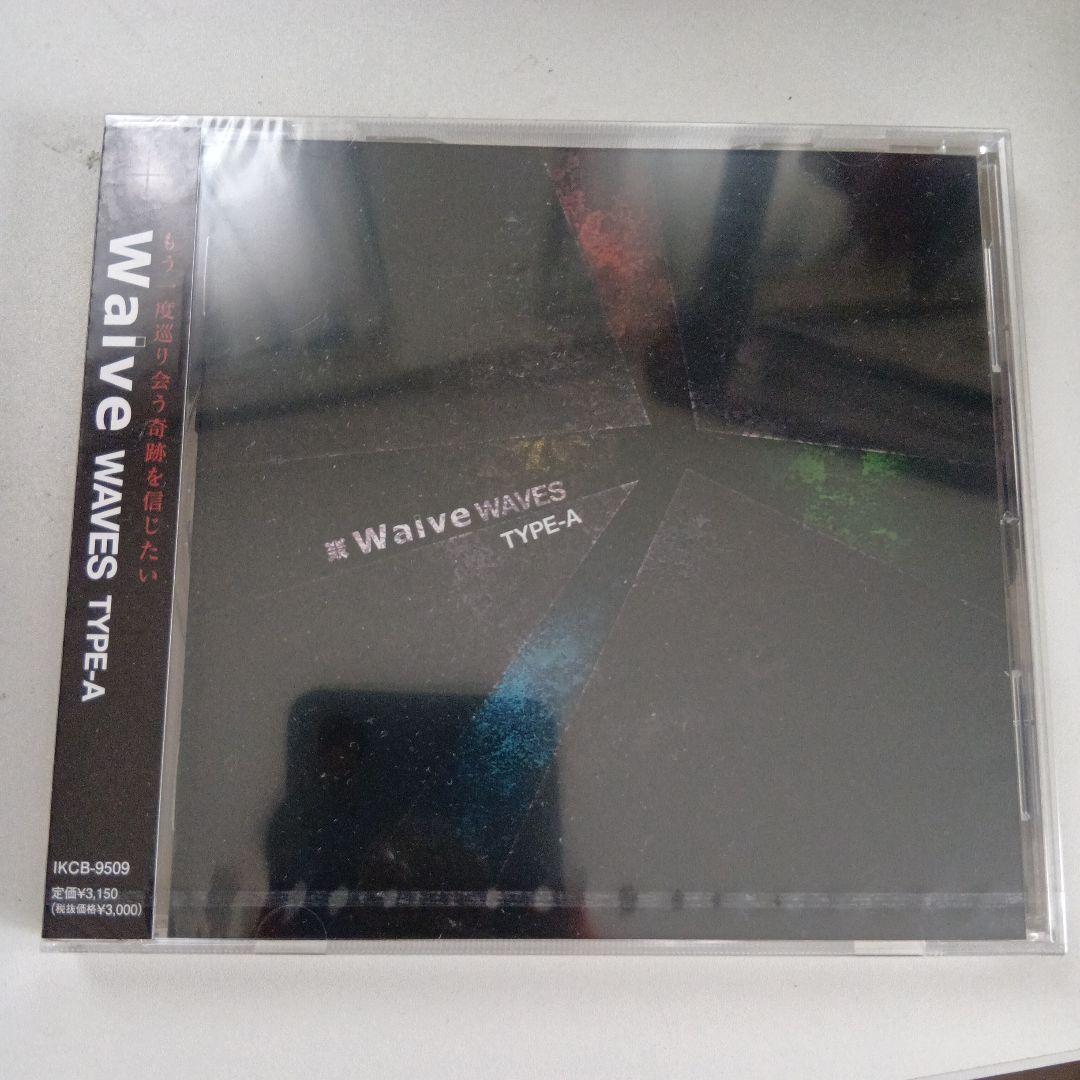 もう一度巡り会う奇跡を信じたい
Waive WAVES TYPE-A
IKCB-9509
定価¥3,150
(税抜価格¥3,000)
Waive WAVES
TYPE-A